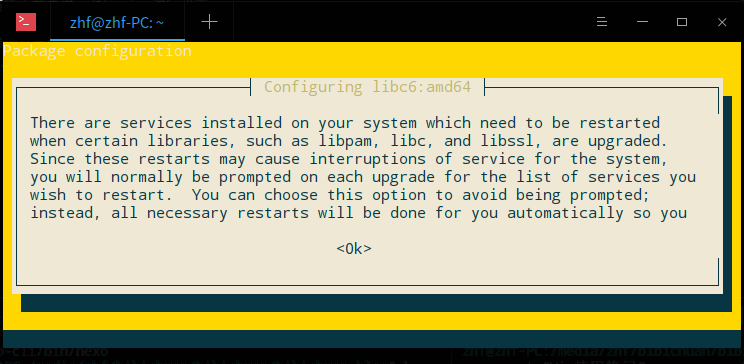 zhf@zhf-PC: ~
Package configuration
Configuring libc6:amd64
There are services installed on your system which need to be restarted
when certain libraries, such as libpam, libc, and libssl, are upgraded.
Since these restarts may cause interruptions of service for the system,
you will normally be prompted on each upgrade for the list of services you
wish to restart.  You can choose this option to avoid being prompted;
instead, all necessary restarts will be done for you automatically so you
<Ok>